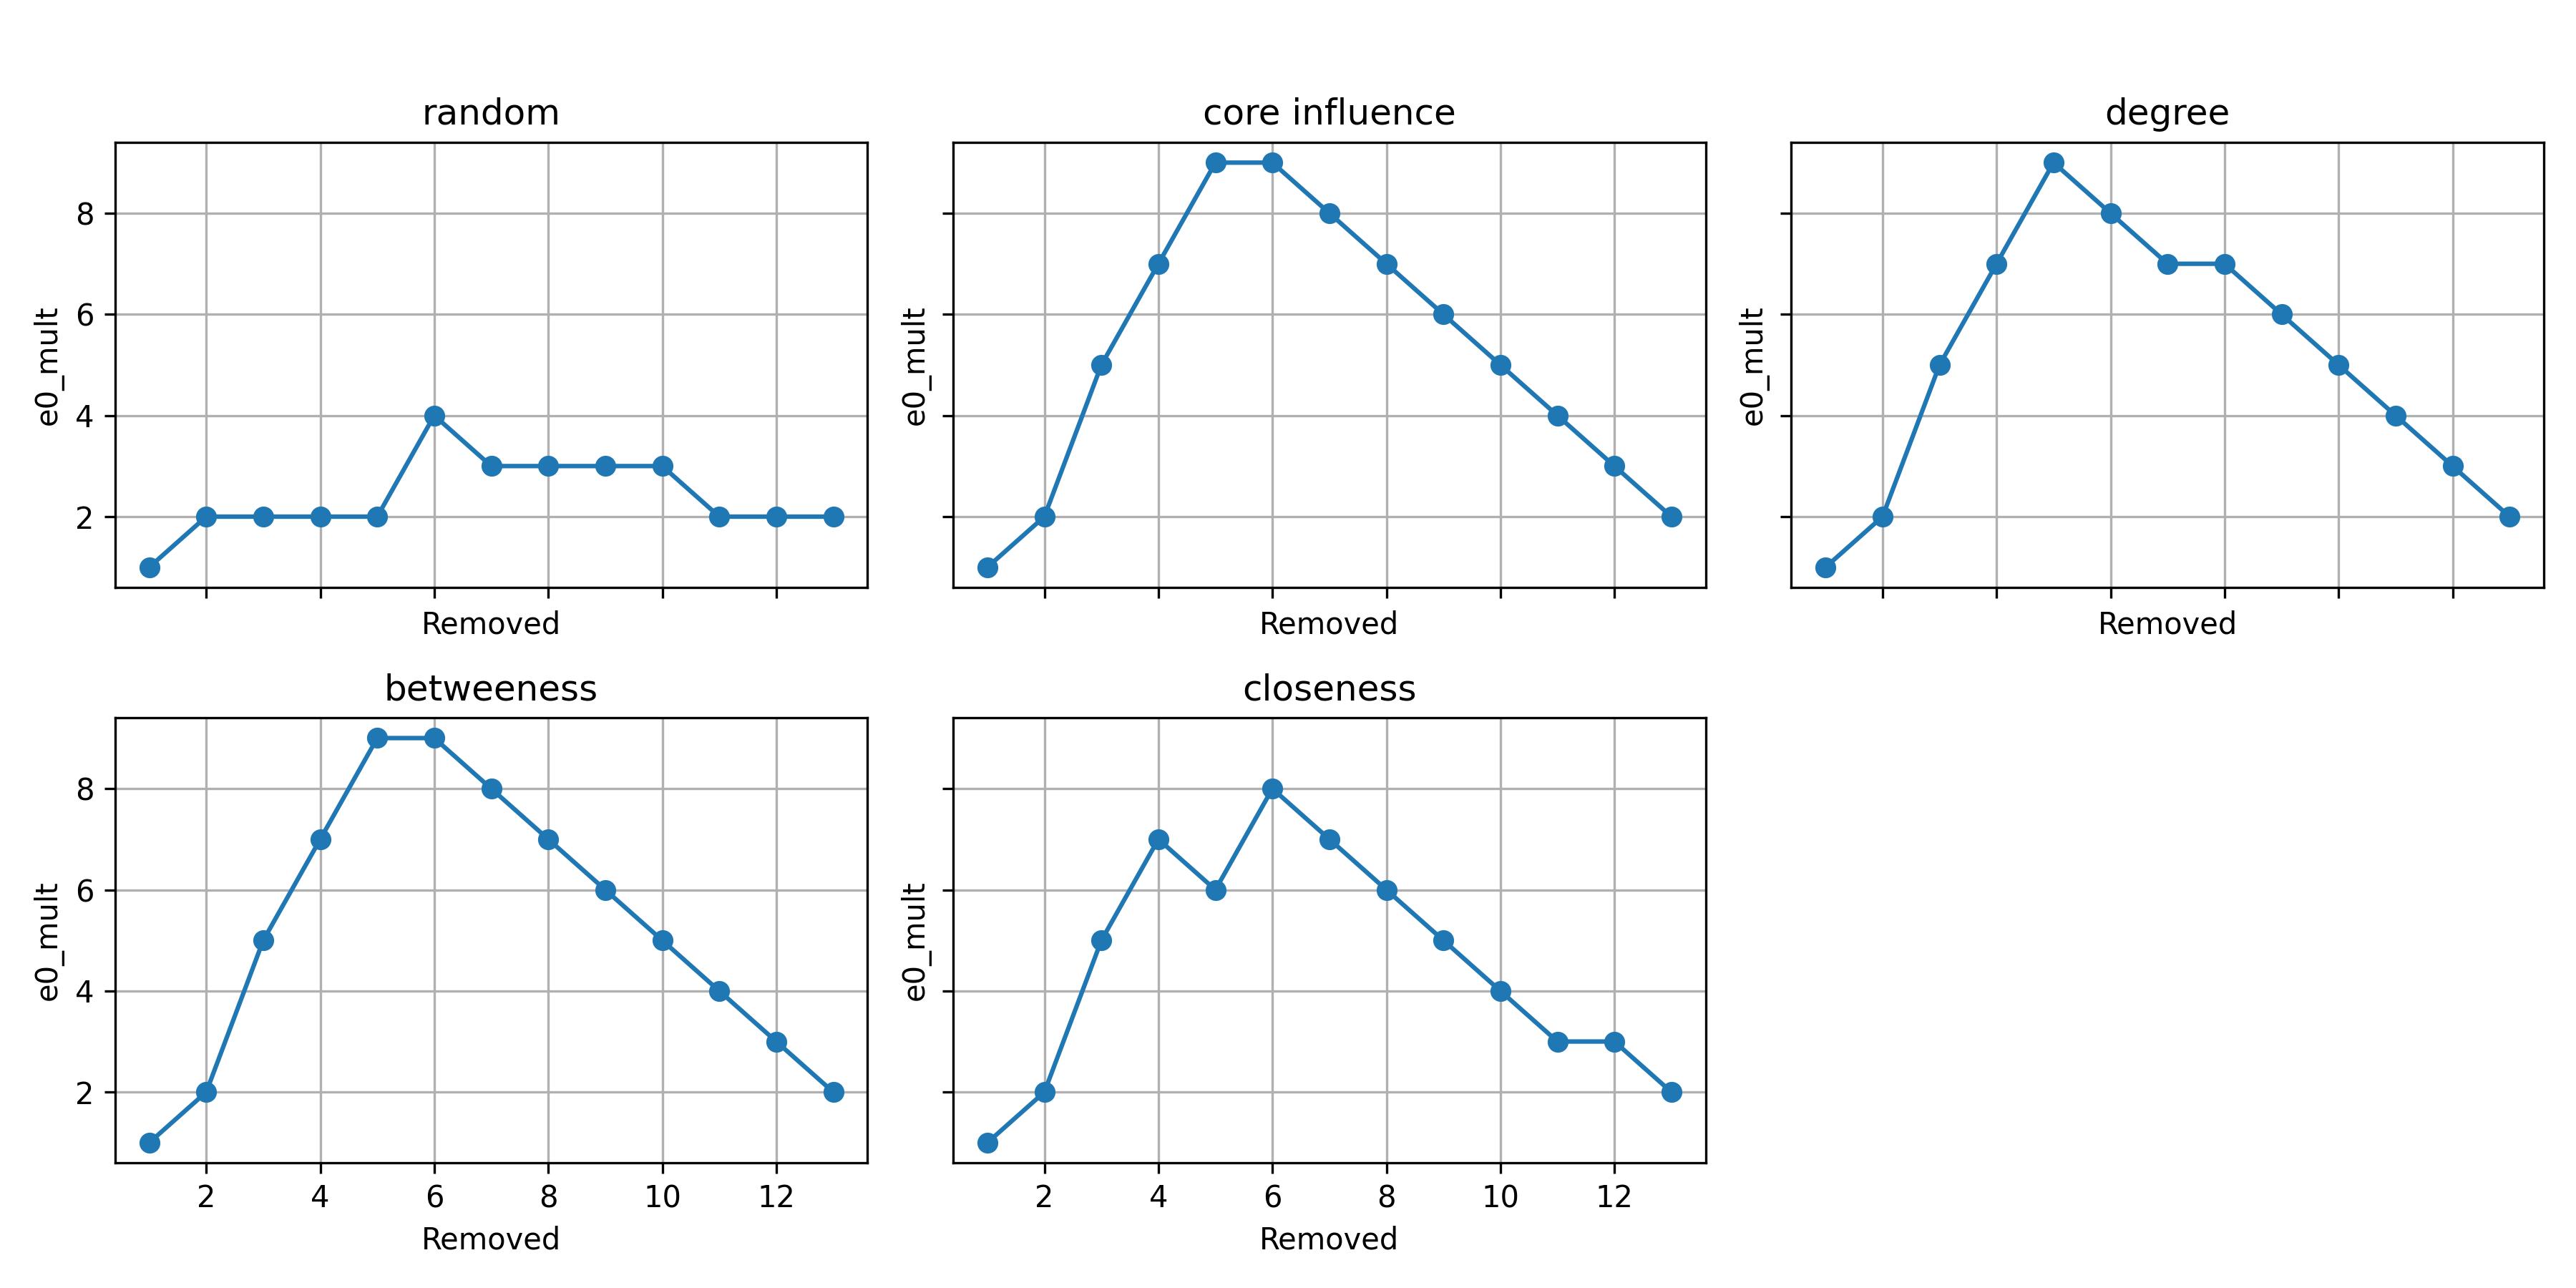 random
core influence
degree
8
6
4
2
e0_mult
e0_mult
e0_mult
Removed
Removed
Removed
betweeness
closeness
8
6
4
2
e0_mult
e0_mult
2 4 6 8 10 12
2 4 6 8 10 12
Removed
Removed